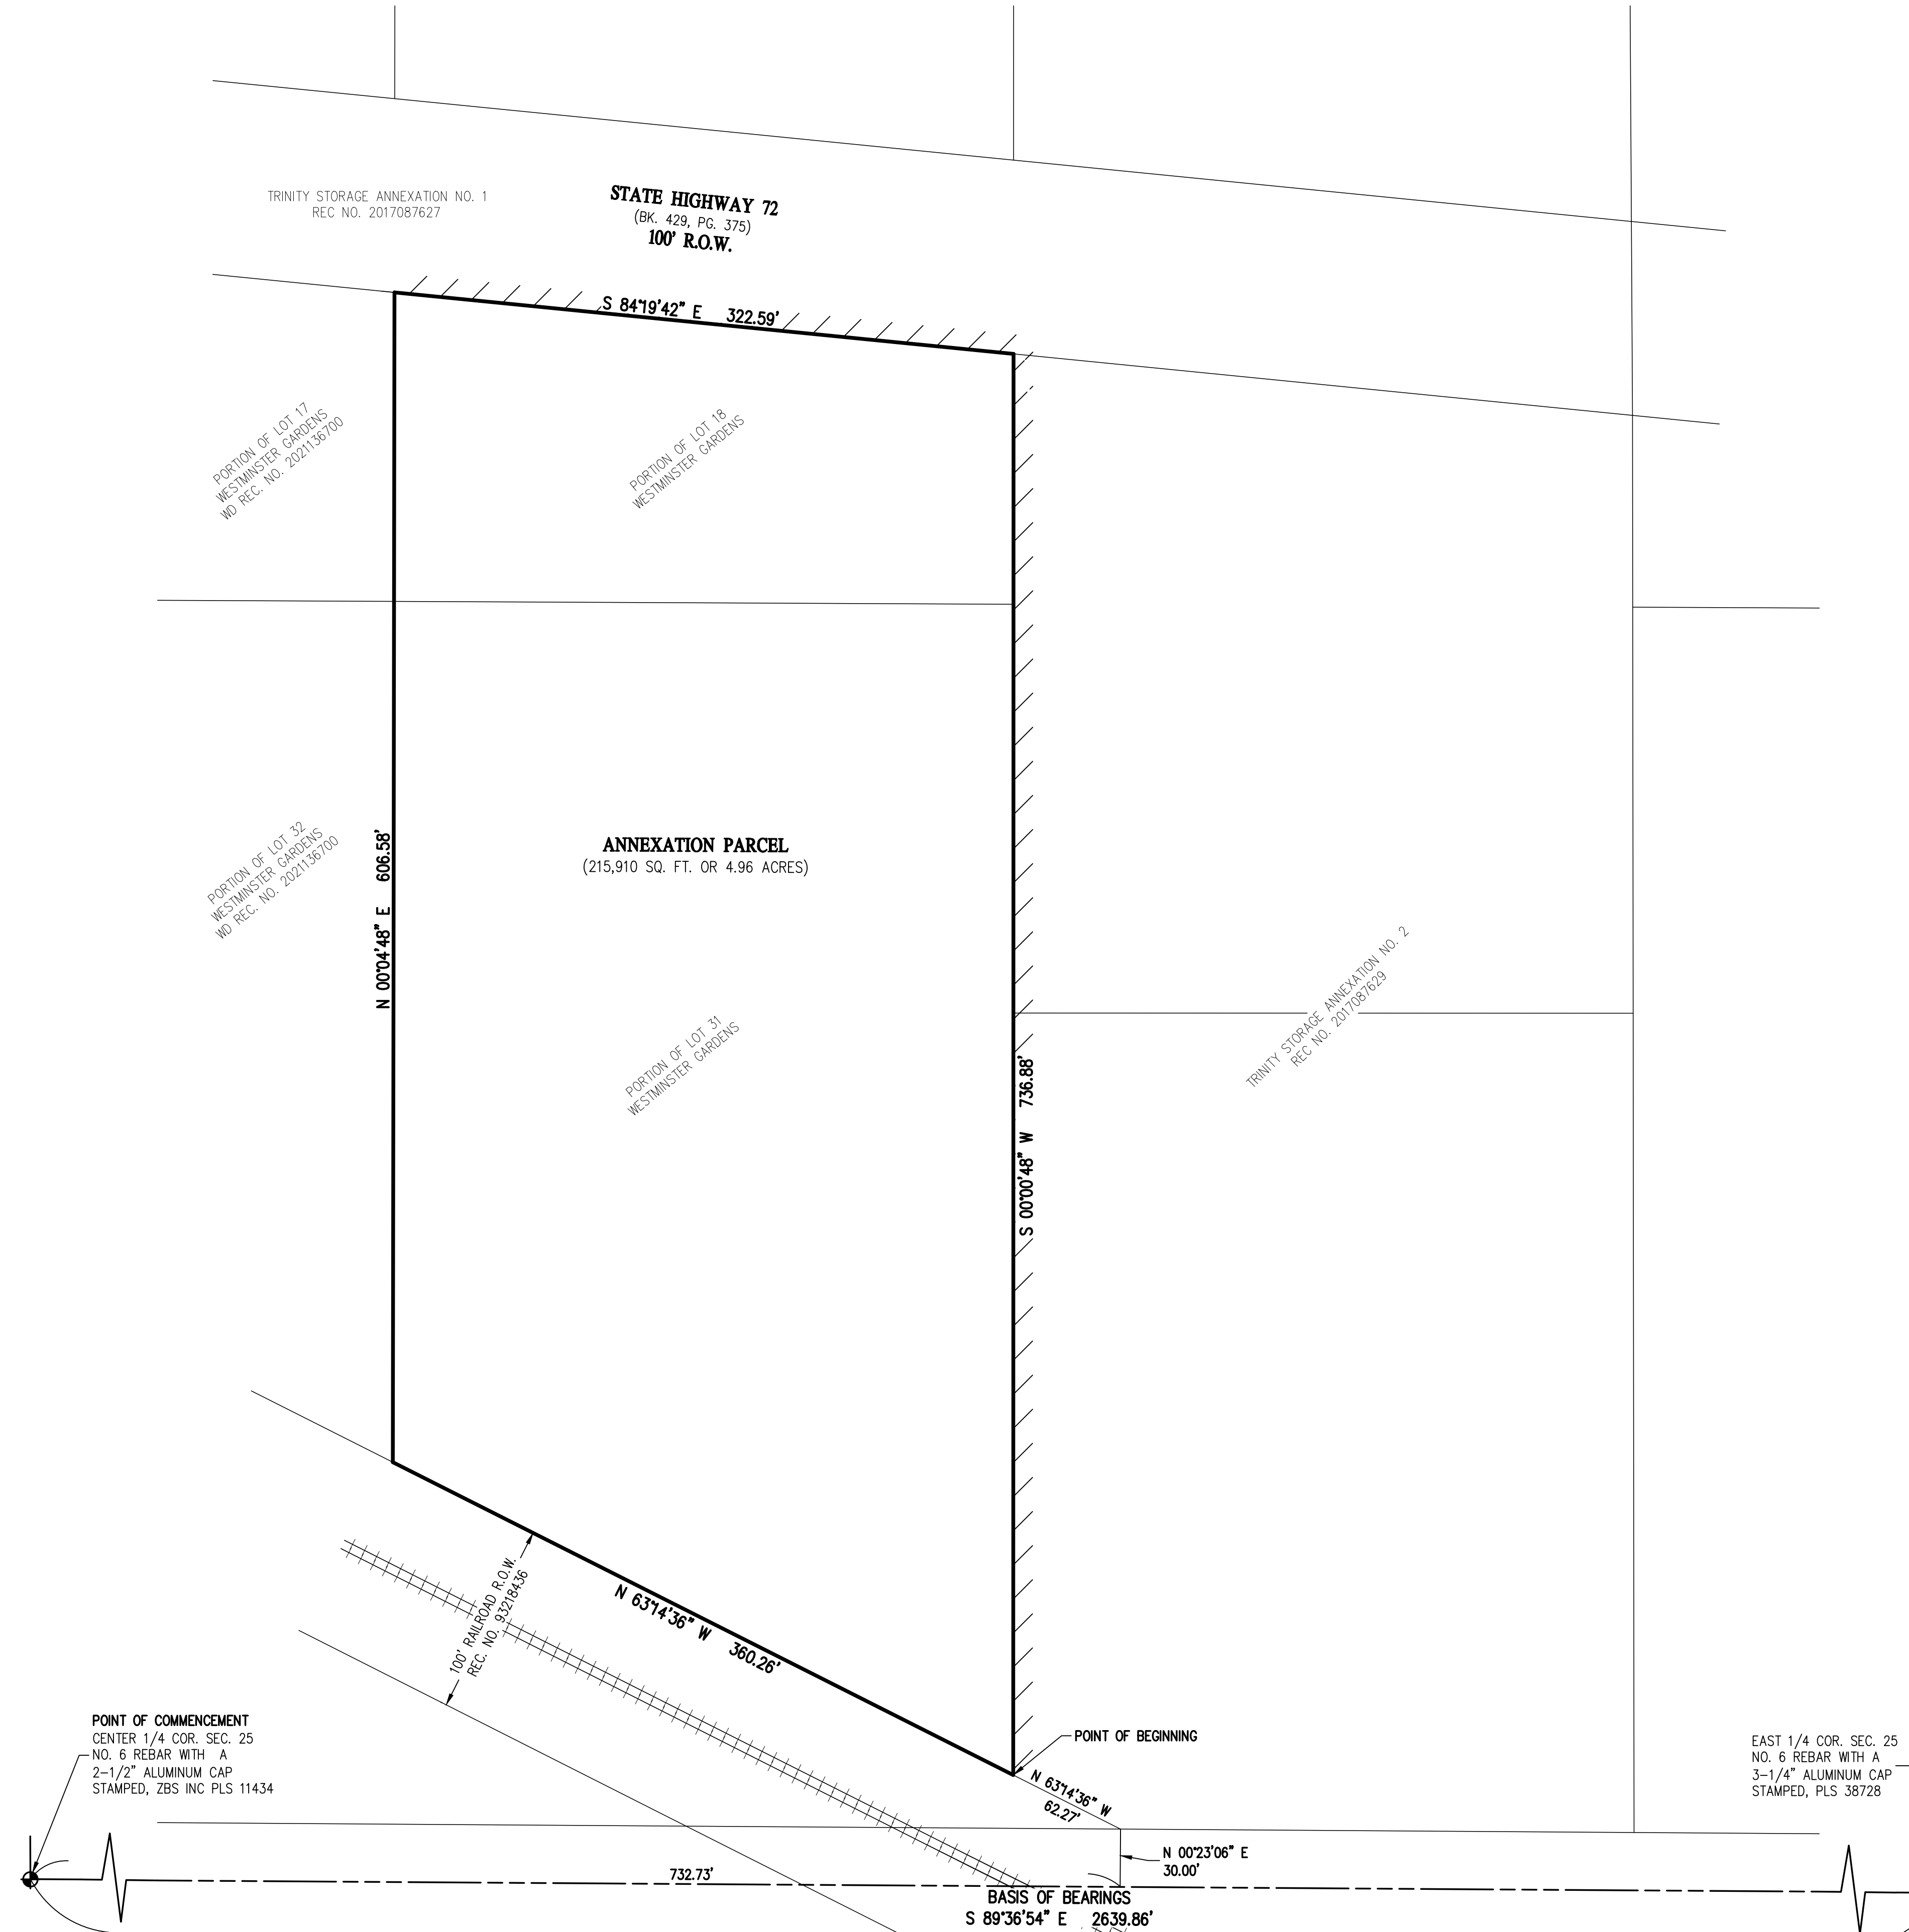 TRINITY STORAGE ANNEXATION NO. 1
REC NO. 2017087627
STATE HIGHWAY 72
(BK. 429, PG. 375)
100' R.O.W.
S 84°19'42" E 322.59'
PORTION OF LOT 17
WESTMINSTER GARDENS
WD REC. NO. 2021136700
PORTION OF LOT 18
WESTMINSTER GARDENS
N 00°04'48" E 606.58'
ANNEXATION PARCEL
(215,910 SQ. FT. OR 4.96 ACRES)
PORTION OF LOT 32
WESTMINSTER GARDENS
WD REC. NO. 2021136700
PORTION OF LOT 31
WESTMINSTER GARDENS
S 00°00'48" W 736.88'
TRINITY STORAGE ANNEXATION NO. 2
REC NO. 2017087629
100' RAILROAD R.O.W.
REC. NO. 93218436
N 63°14'36" W 360.26'
POINT OF COMMENCEMENT
CENTER 1/4 COR. SEC. 25
NO. 6 REBAR WITH A
2-1/2" ALUMINUM CAP
STAMPED, ZBS INC PLS 11434
POINT OF BEGINNING
N 63°14'36" W
62.27'
EAST 1/4 COR. SEC. 25
NO. 6 REBAR WITH A
3-1/4" ALUMINUM CAP
STAMPED, PLS 38728
N 00°23'06" E
30.00'
732.73'
BASIS OF BEARINGS
S 89°36'54" E 2639.86'